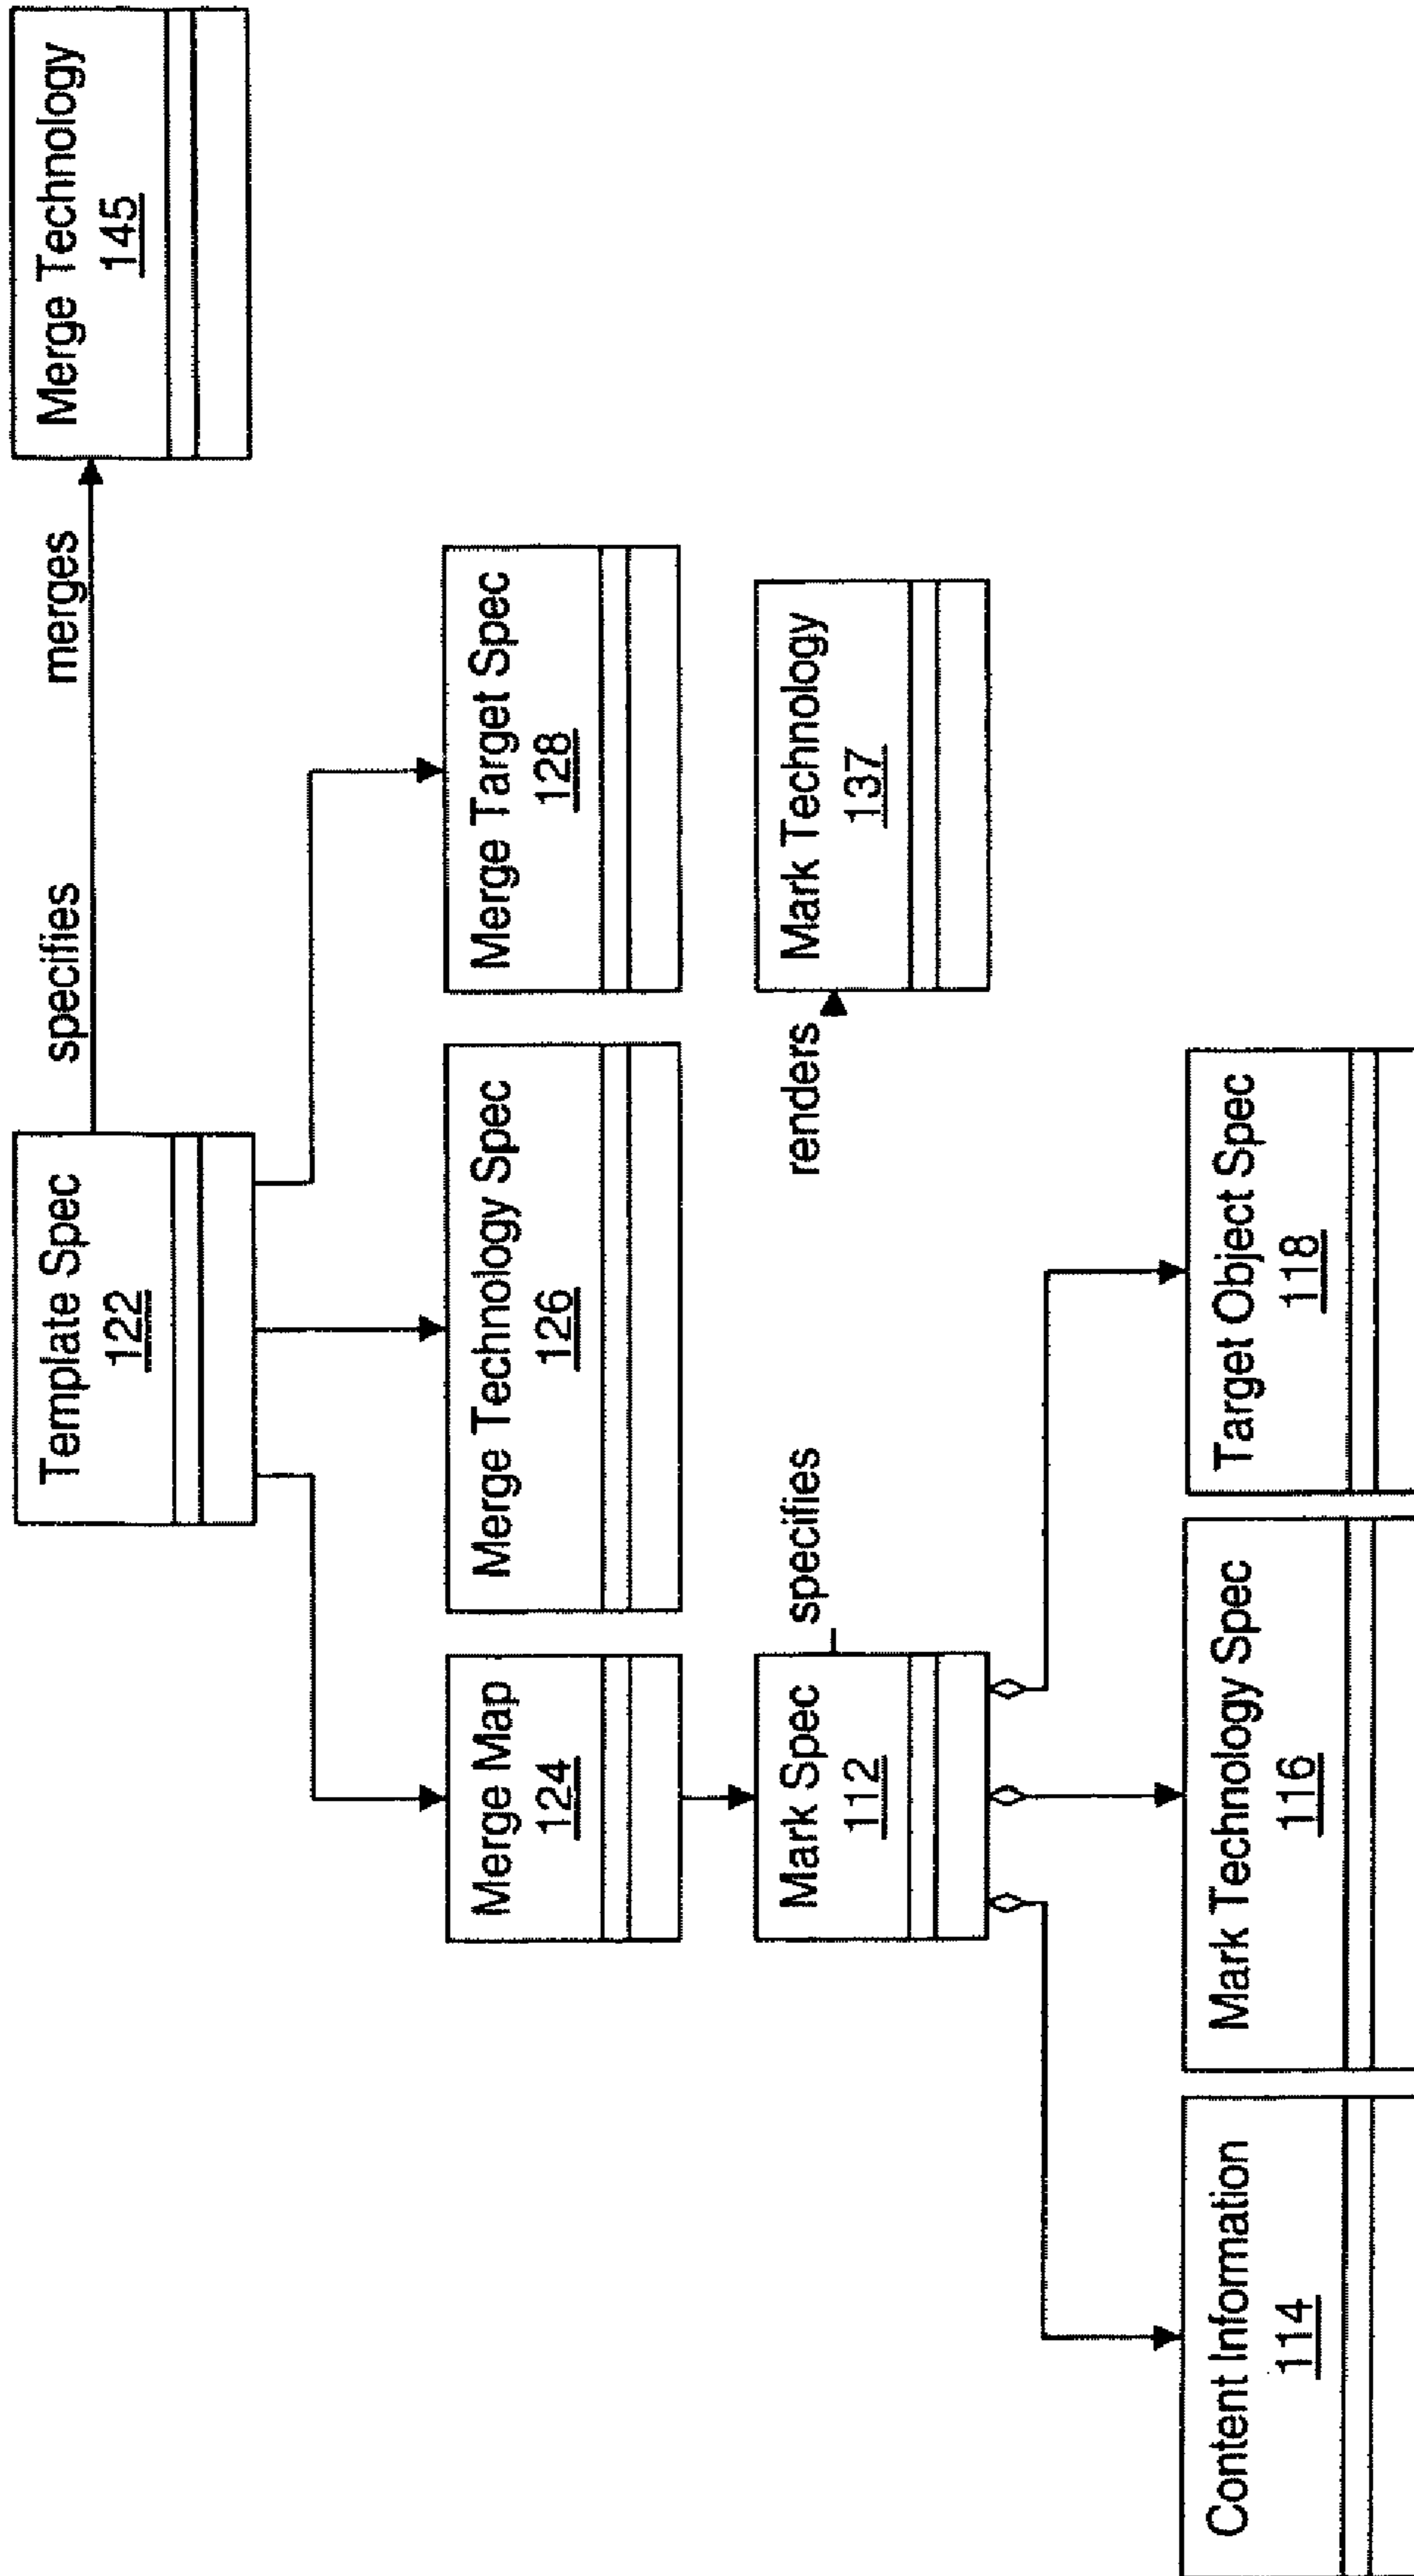 Template Spec
122
specifies
merges
Merge Technology
145
Merge Map
124
Merge Technology Spec
126
Merge Target Spec
128
Mark Spec
112
specifies
renders
Mark Technology
137
Content Information
114
Mark Technology Spec
116
Target Object Spec
118